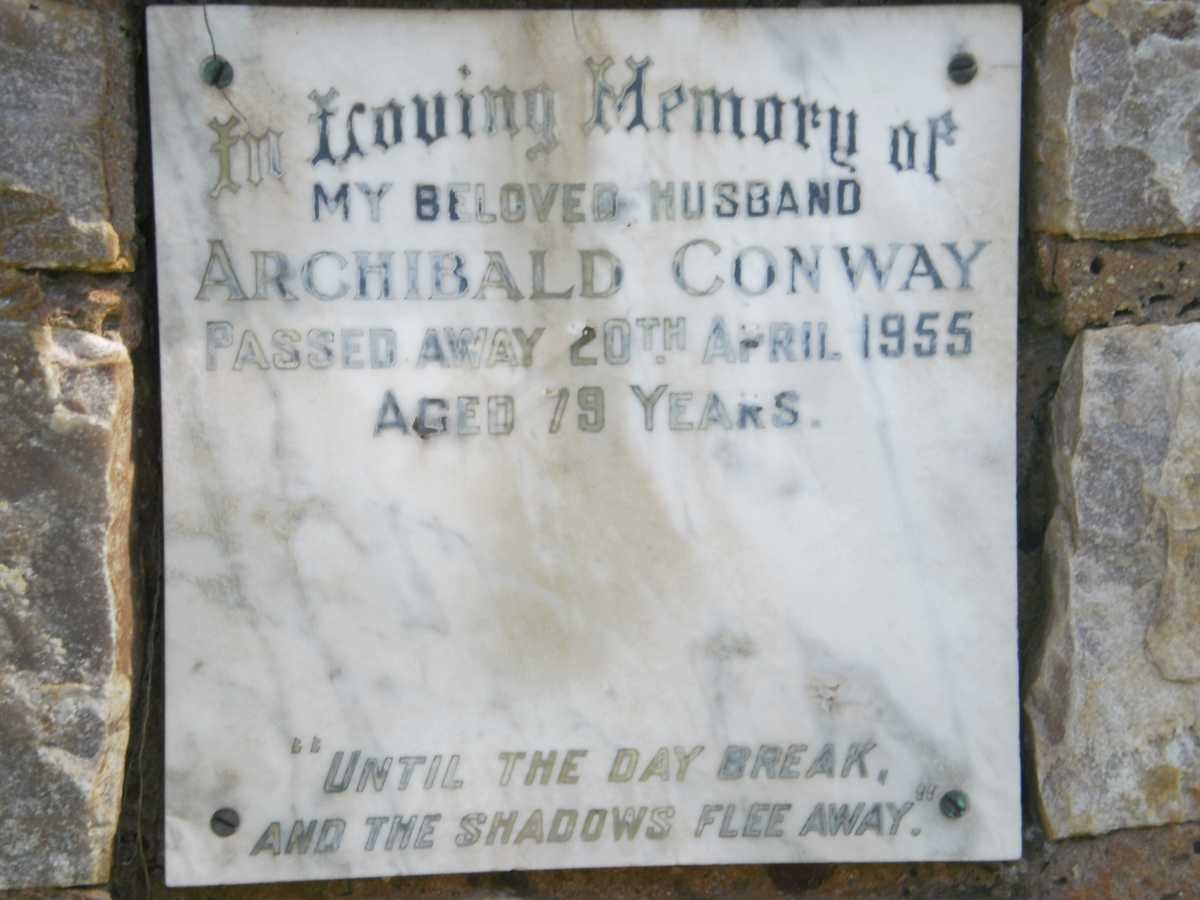 In Loving Memory of
MY BELOVED HUSBAND
ARCHIBALD CONWAY
PASSED AWAY 20TH APRIL 1955
AGED 79 YEARS.
"UNTIL THE DAY BREAK,
AND THE SHADOWS FLEE AWAY."